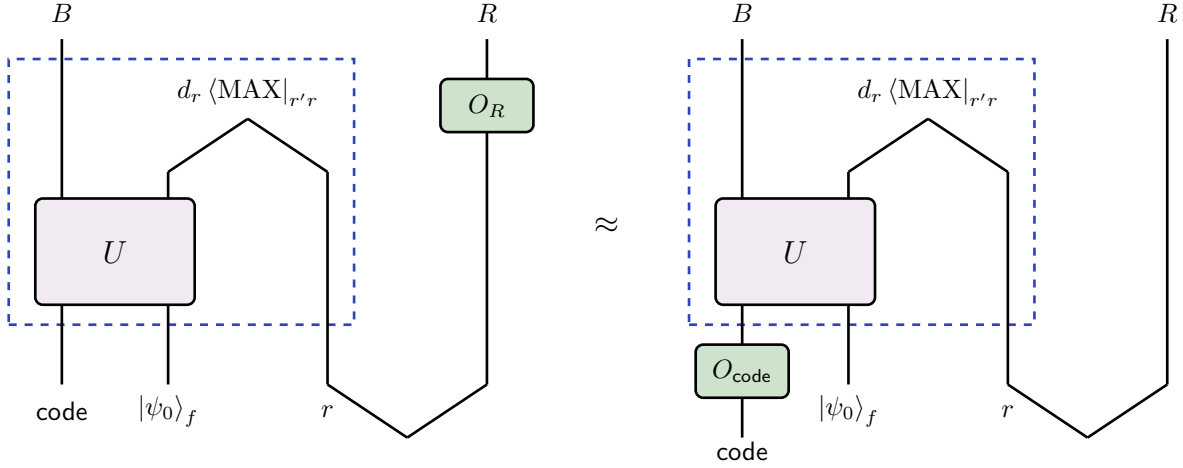 B R B R
d_r ⟨MAX|_{r'r} d_r ⟨MAX|_{r'r}
O_R
U ≈ U
O_code
code |ψ_0⟩_f r |ψ_0⟩_f r
code